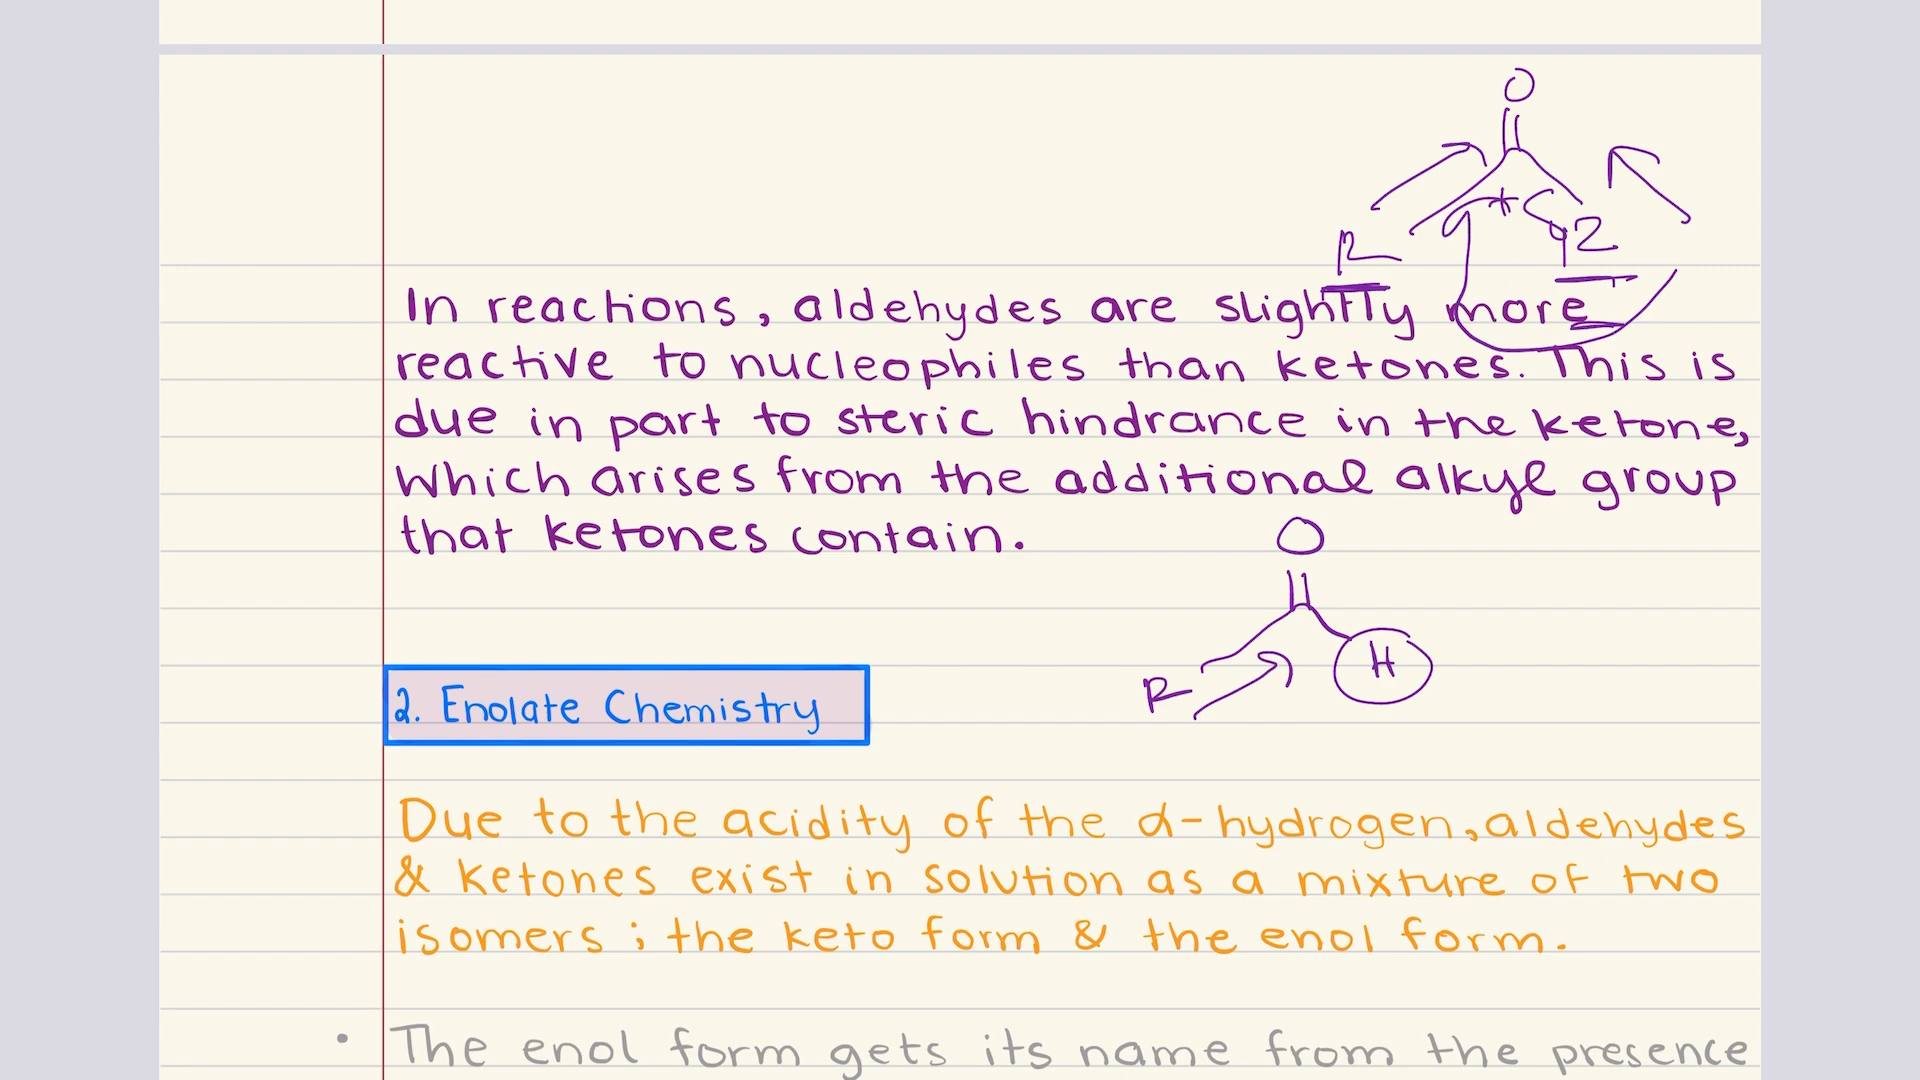 O
R
R
In reactions, aldehydes are slightly more
reactive to nucleophiles than ketones. This is
due in part to steric hindrance in the ketone,
which arises from the additional alkyl group
that ketones contain.
O
H
R
2. Enolate Chemistry
Due to the acidity of the α-hydrogen, aldehydes
& ketones exist in solution as a mixture of two
isomers; the keto form & the enol form.
• The enol form gets its name from the presence